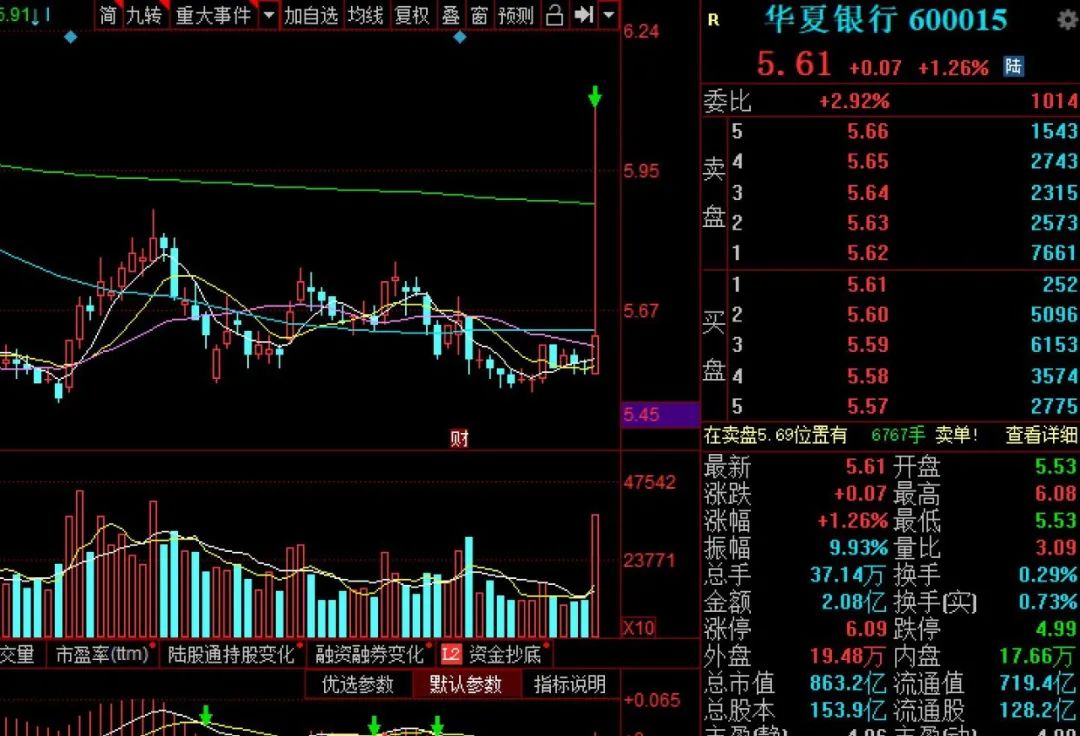 5.91↓
简 九转 重大事件 加自选 均线 复权 叠 窗 预测
6.24
5.95
5.67
5.45
财
47542
23771
X10
交量 市盈率(ttm) 陆股通持股变化 融资融券变化 L2 资金抄底
优选参数 默认参数 指标说明
+0.065
R 华夏银行 600015
5.61 +0.07 +1.26% 陆
委比 +2.92% 1014
卖盘
5 5.66 1543
4 5.65 2743
3 5.64 2315
2 5.63 2573
1 5.62 7661
买盘
1 5.61 252
2 5.60 5096
3 5.59 6153
4 5.58 3574
5 5.57 2775
在卖盘5.69位置有 6767手 卖单! 查看详细
最新 5.61 开盘 5.53
涨跌 +0.07 最高 6.08
涨幅 +1.26% 最低 5.53
振幅 9.93% 量比 3.09
总手 37.14万 换手 0.29%
金额 2.08亿 换手(实) 0.73%
涨停 6.09 跌停 4.99
外盘 19.48万 内盘 17.66万
总市值 863.2亿 流通值 719.4亿
总股本 153.9亿 流通股 128.2亿